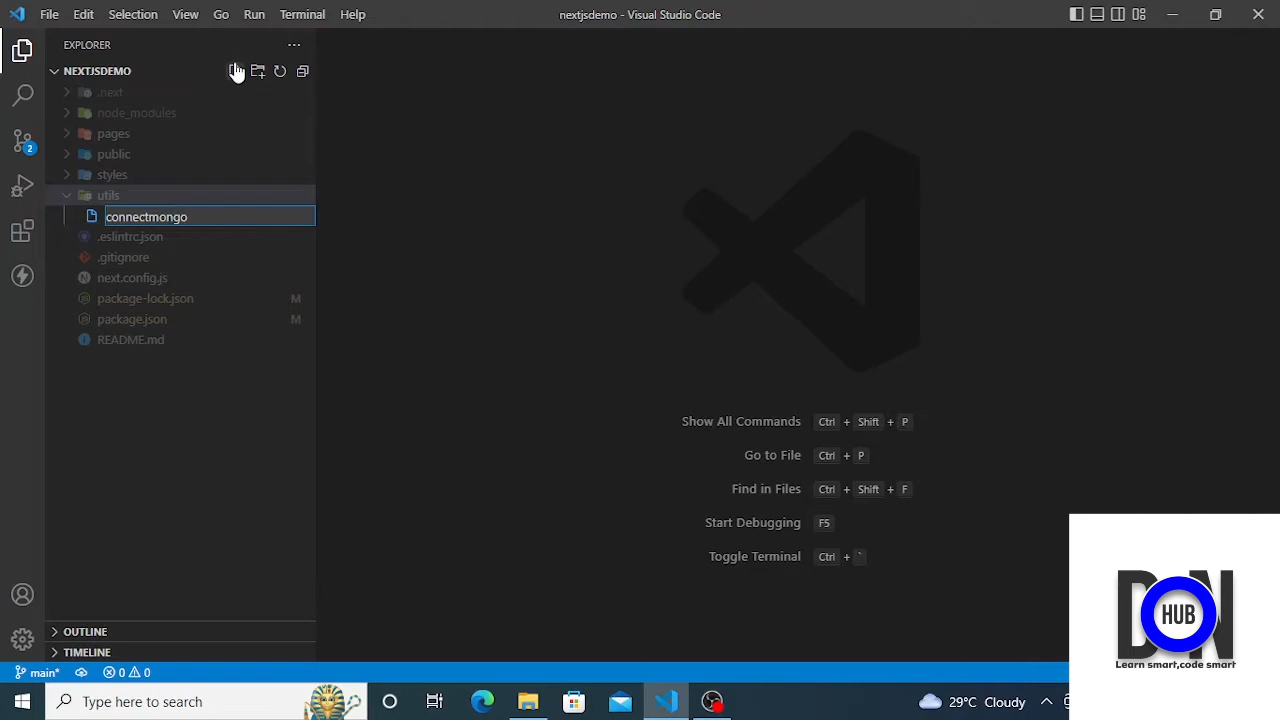 File Edit Selection View Go Run Terminal Help
nextjsdemo - Visual Studio Code
EXPLORER
NEXTJSDEMO
.next
node_modules
pages
public
styles
utils
connectmongo
.eslintrc.json
.gitignore
next.config.js
package-lock.json M
package.json M
README.md
2
Show All Commands Ctrl + Shift + P
Go to File Ctrl + P
Find in Files Ctrl + Shift + F
Start Debugging F5
Toggle Terminal Ctrl + `
OUTLINE
TIMELINE
main* 0 0
Type here to search
29°C Cloudy
D N
HUB
Learn smart,code smart